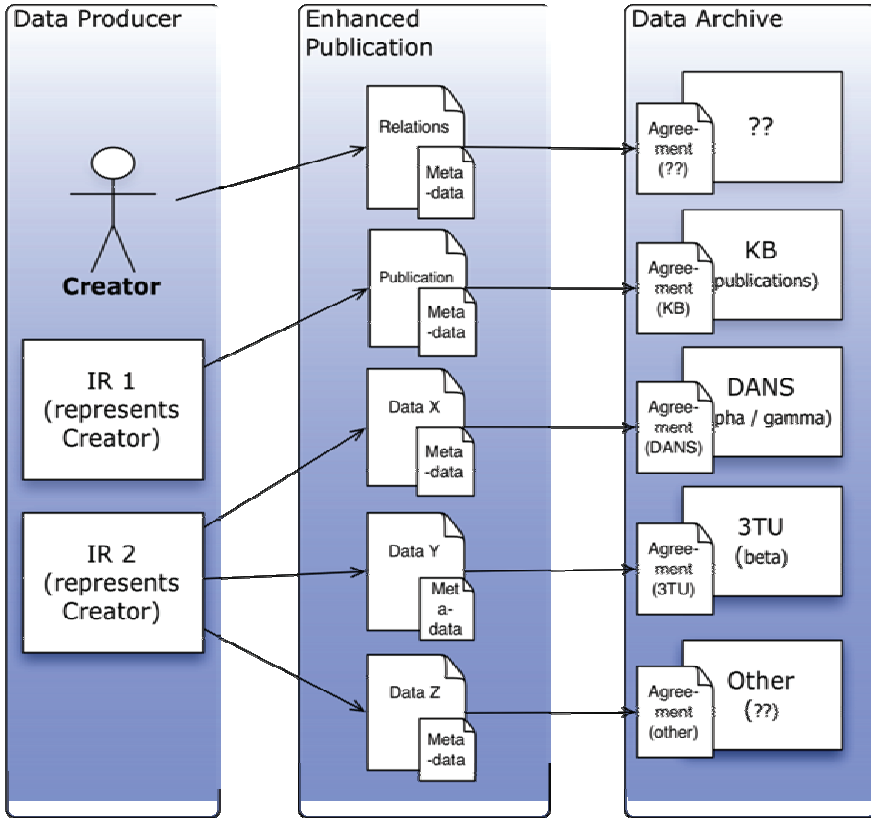 Data Producer
Creator
IR 1
(represents
Creator)
IR 2
(represents
Creator)
Enhanced
Publication
Relations
Meta
-data
Publication
Meta
-data
Data X
Meta
-data
Data Y
Met
a-
data
Data Z
Meta
-data
Data Archive
Agree-
ment
(??)
??
Agree-
ment
(KB)
KB
publications)
Agree-
ment
(DANS)
DANS
pha / gamma)
Agree-
ment
(3TU)
3TU
(beta)
Agree-
ment
(other)
Other
(??)